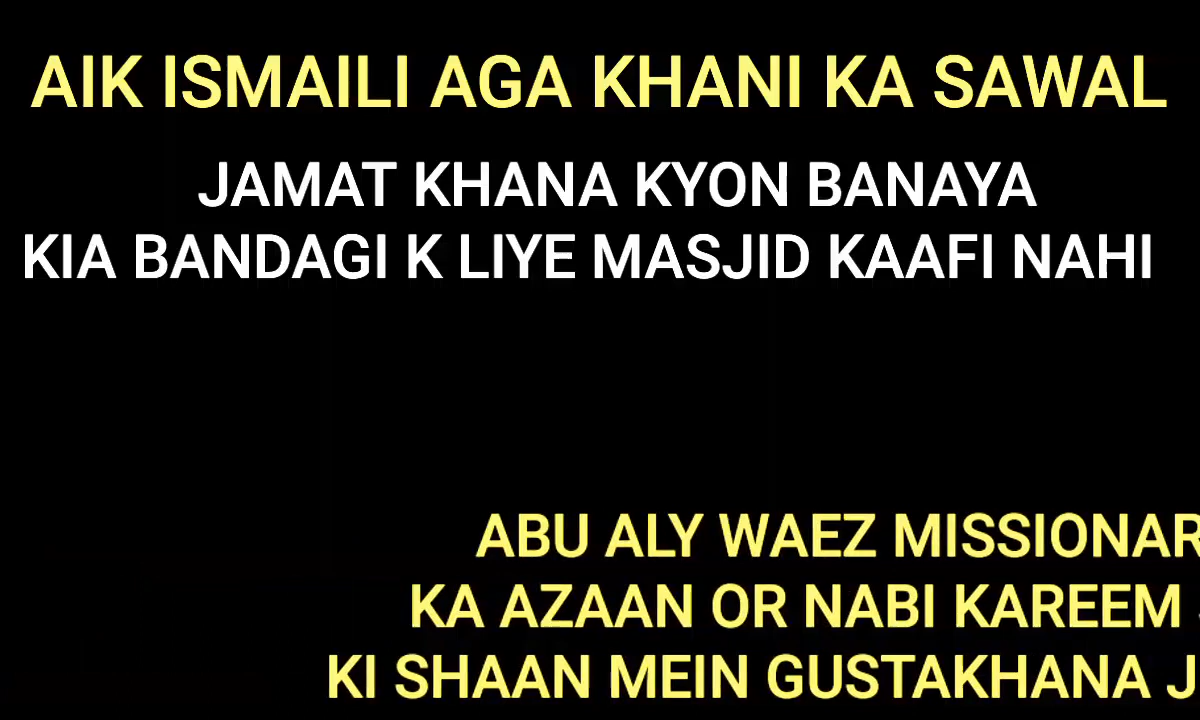 AIK ISMAILI AGA KHANI KA SAWAL
JAMAT KHANA KYON BANAYA
KIA BANDAGI K LIYE MASJID KAAFI NAHI
ABU ALY WAEZ MISSIONAR
KA AZAAN OR NABI KAREEM
KI SHAAN MEIN GUSTAKHANA J